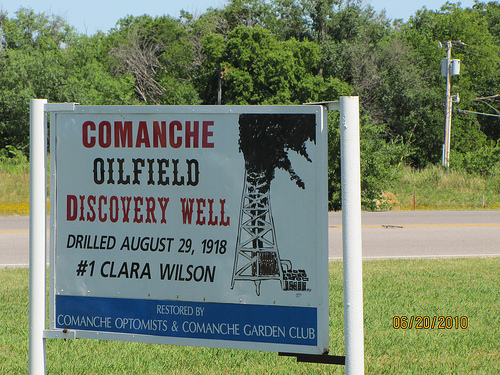 COMANCHE
OILFIELD
DISCOVERY WELL
DRILLED AUGUST 29, 1918
#1 CLARA WILSON
RESTORED BY
COMANCHE OPTOMISTS & COMANCHE GARDEN CLUB
06/20/2010